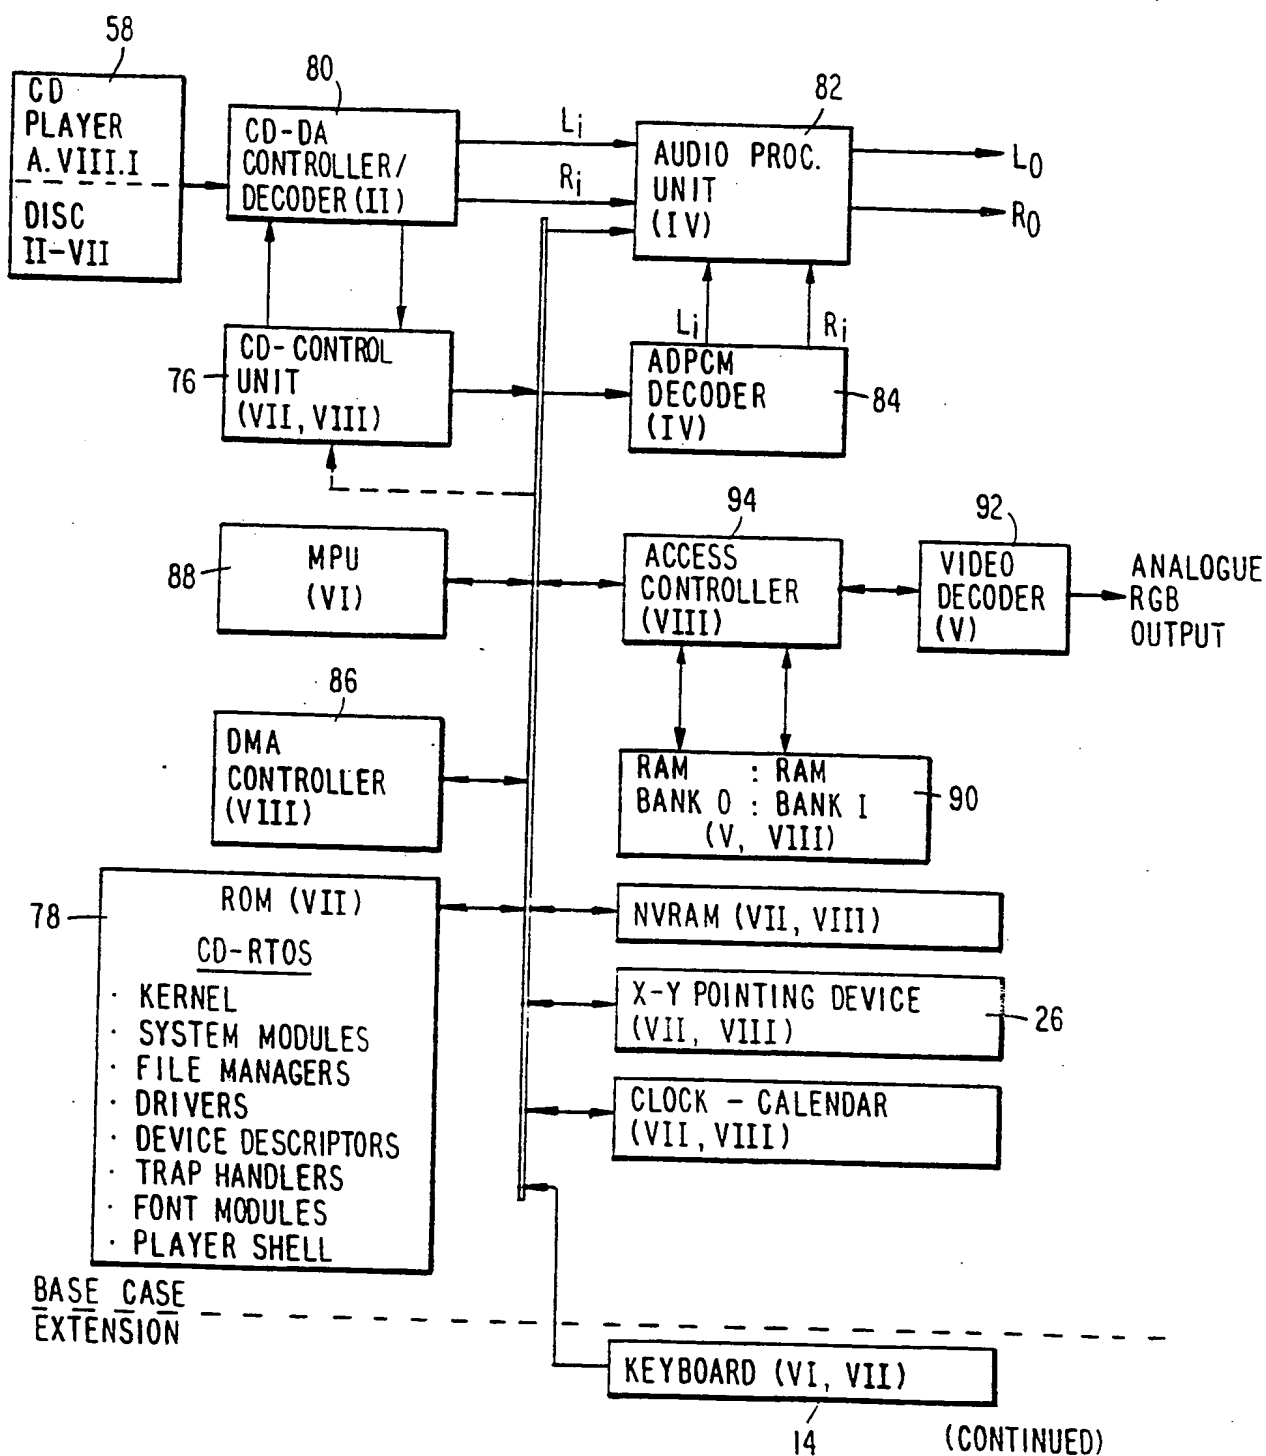 58
CD
PLAYER
A.VIII.I
DISC
II-VII
80
CD-DA
CONTROLLER/
DECODER (II)
Li
Ri
82
AUDIO PROC.
UNIT
(IV)
LO
RO
76
CD-CONTROL
UNIT
(VII, VIII)
Li
Ri
ADPCM
DECODER
(IV)
84
88
MPU
(VI)
94
ACCESS
CONTROLLER
(VIII)
92
VIDEO
DECODER
(V)
ANALOGUE
RGB
OUTPUT
86
DMA
CONTROLLER
(VIII)
RAM : RAM
BANK 0 : BANK I
(V, VIII)
90
78
ROM (VII)
CD-RTOS
· KERNEL
· SYSTEM MODULES
· FILE MANAGERS
· DRIVERS
· DEVICE DESCRIPTORS
· TRAP HANDLERS
· FONT MODULES
· PLAYER SHELL
NVRAM (VII, VIII)
X-Y POINTING DEVICE
(VII, VIII)
26
CLOCK - CALENDAR
(VII, VIII)
BASE CASE
EXTENSION
KEYBOARD (VI, VII)
14
(CONTINUED)